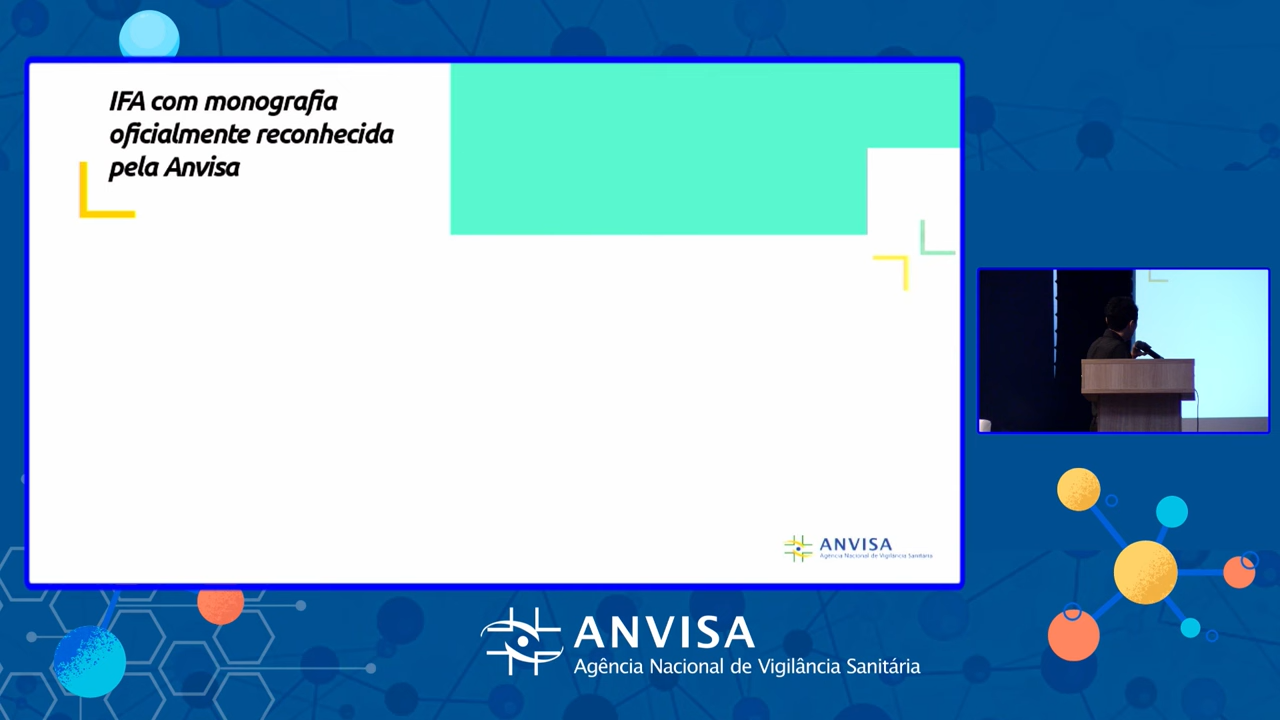 IFA com monografia
oficialmente reconhecida
pela Anvisa
ANVISA
Agência Nacional de Vigilância Sanitária
ANVISA
Agência Nacional de Vigilância Sanitária